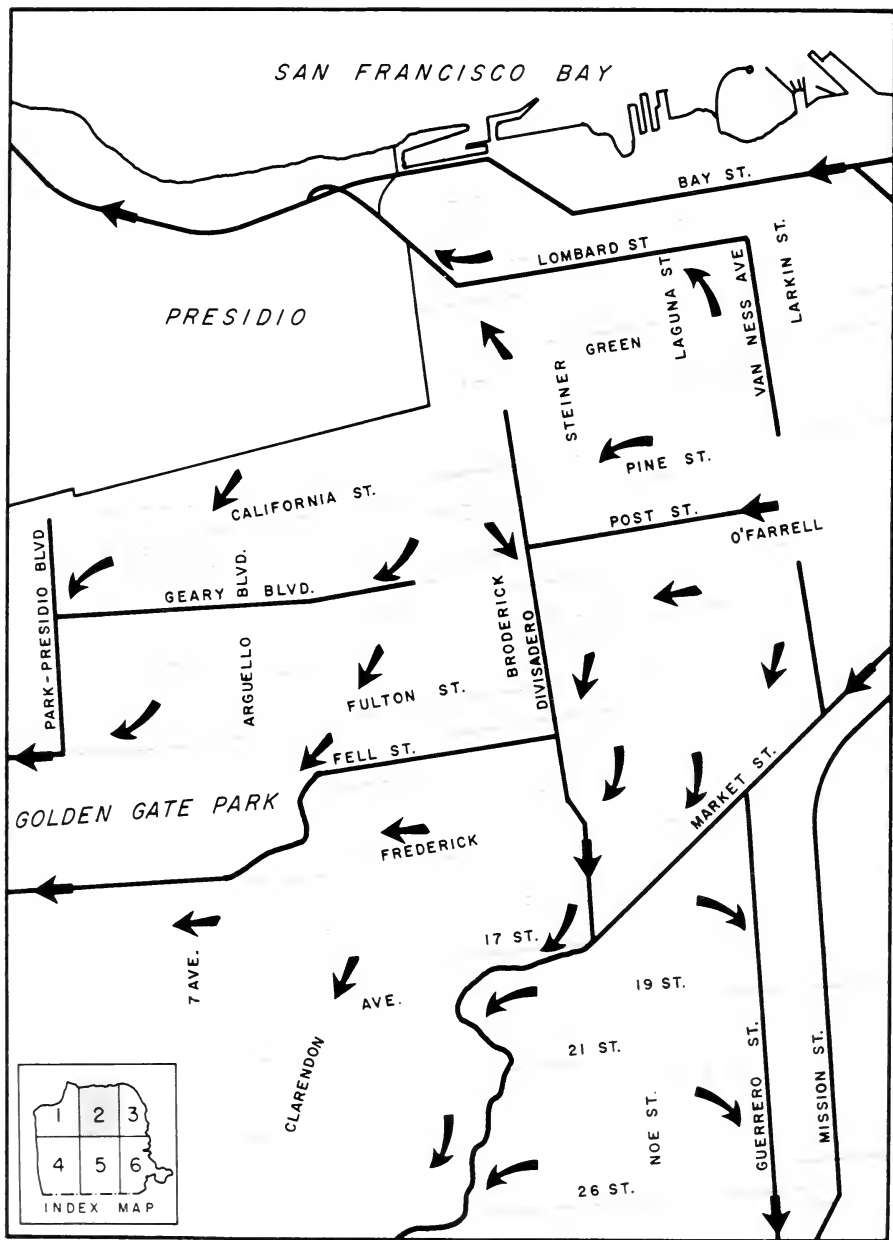 SAN FRANCISCO BAY
BAY ST.
LOMBARD ST
LAGUNA ST
VAN NESS AVE
LARKIN ST.
PRESIDIO
GREEN
STEINER
PINE ST.
CALIFORNIA ST.
POST ST.
O'FARRELL
PARK-PRESIDIO BLVD
GEARY BLVD.
ARGUELLO BLVD.
BRODERICK
DIVISADERO
FULTON ST.
FELL ST.
MARKET ST.
GOLDEN GATE PARK
FREDERICK
17 ST.
7 AVE.
CLARENDON AVE.
19 ST.
21 ST.
NOE ST.
GUERRERO ST.
MISSION ST.
26 ST.
1 2 3
4 5 6
INDEX MAP